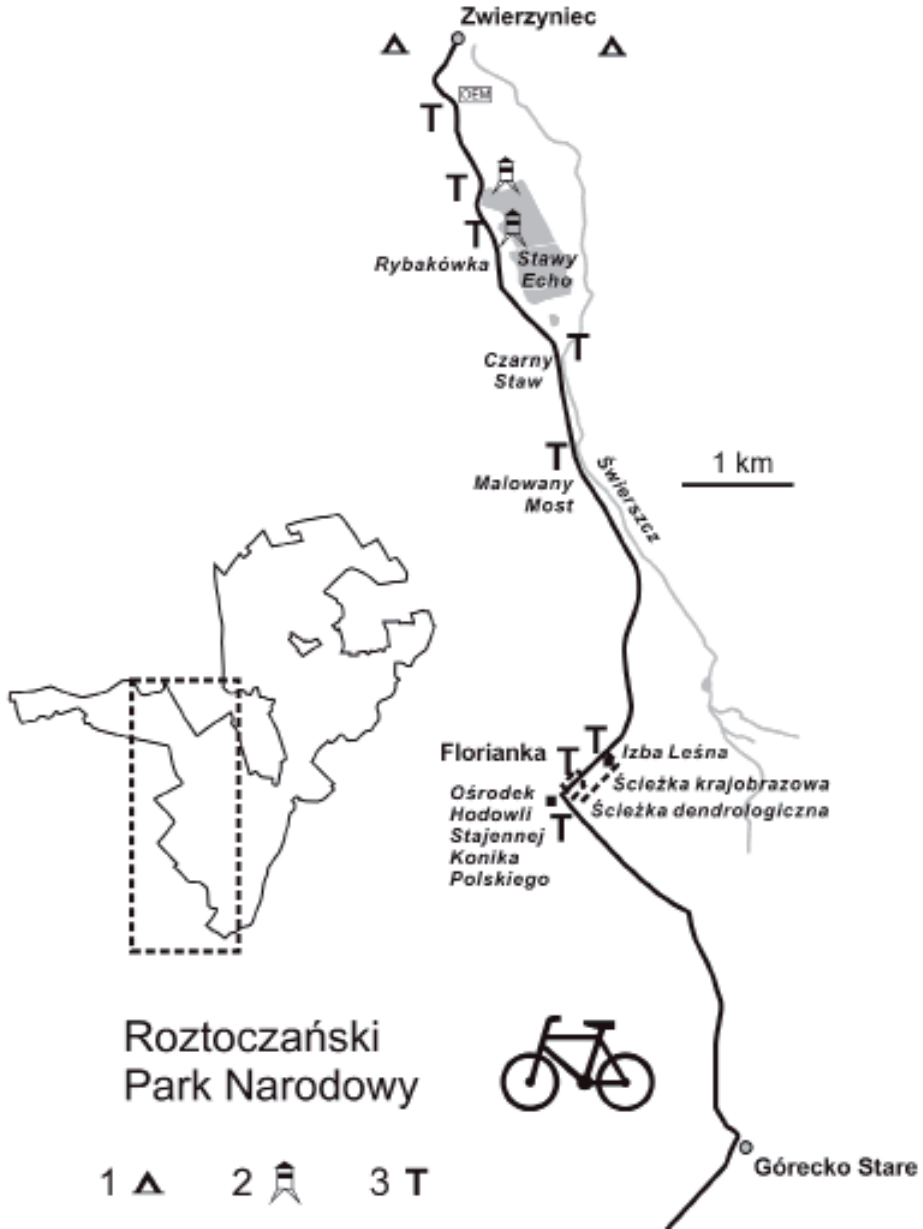 Zwierzyniec
OEM
T
T
T
Rybakówka
Stawy
Echo
T
Czarny
Staw
T
Malowany
Most
1 km
Świerszcz
Florianka
T
T
Izba Leśna
Ścieżka krajobrazowa
Ścieżka dendrologiczna
Ośrodek
Hodowli
Stajennej
Konika
Polskiego
T
Roztoczański
Park Narodowy
Górecko Stare
1 2 3 T